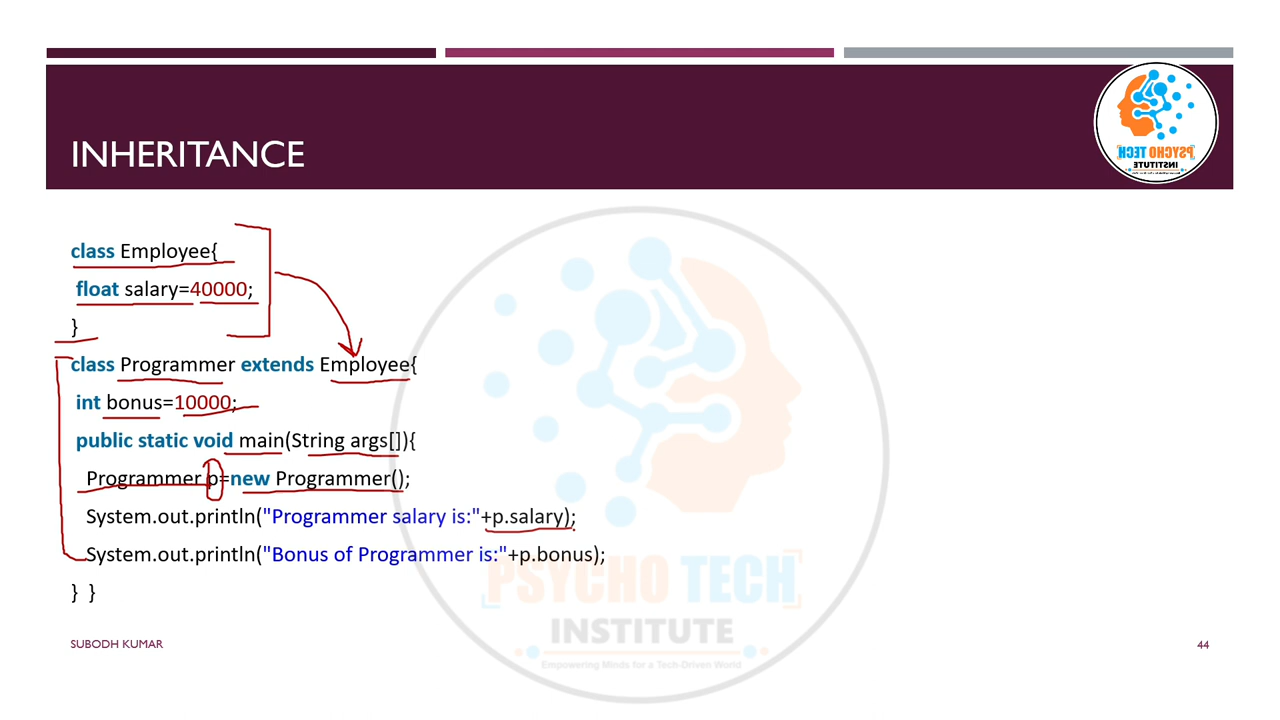 INHERITANCE
PSYCHO TECH
INSTITUTE
class Employee{
float salary=40000;
}
class Programmer extends Employee{
int bonus=10000;
public static void main(String args[]){
Programmer p=new Programmer();
System.out.println("Programmer salary is:"+p.salary);
System.out.println("Bonus of Programmer is:"+p.bonus);
} }
PSYCHO TECH
INSTITUTE
Empowering Minds for a Tech-Driven World
SUBODH KUMAR
44